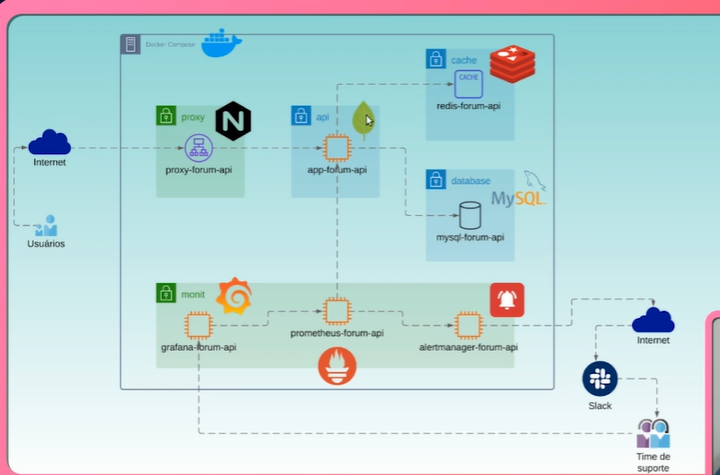 Docker-Compose
cache
CACHE
redis-forum-api
proxy
N
api
Internet
proxy-forum-api
app-forum-api
database
MySQL
Usuários
mysql-forum-api
monit
grafana-forum-api
prometheus-forum-api
alertmanager-forum-api
Internet
Slack
Time de
suporte